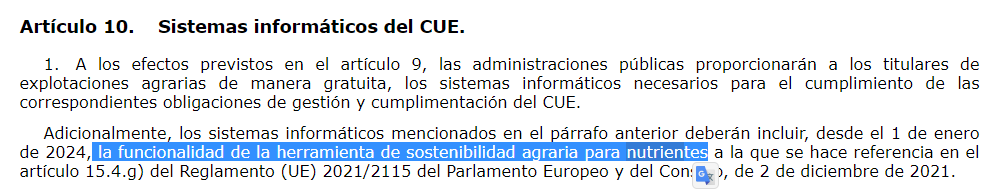 Artículo 10. Sistemas informáticos del CUE.
1. A los efectos previstos en el artículo 9, las administraciones públicas proporcionarán a los titulares de
explotaciones agrarias de manera gratuita, los sistemas informáticos necesarios para el cumplimiento de las
correspondientes obligaciones de gestión y cumplimentación del CUE.
Adicionalmente, los sistemas informáticos mencionados en el párrafo anterior deberán incluir, desde el 1 de enero
de 2024, la funcionalidad de la herramienta de sostenibilidad agraria para nutrientes a la que se hace referencia en el
artículo 15.4.g) del Reglamento (UE) 2021/2115 del Parlamento Europeo y del , de 2 de diciembre de 2021.